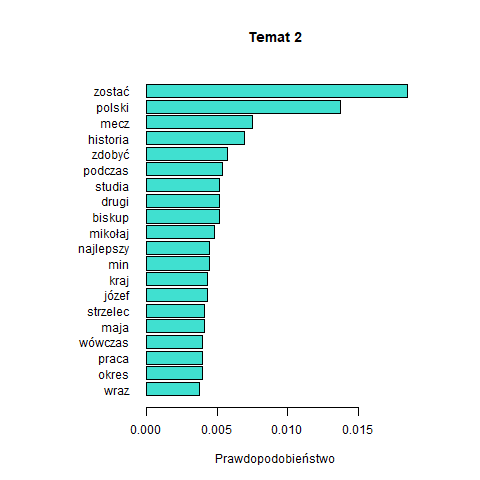 Temat 2
zostać
polski
mecz
historia
zdobyć
podczas
studia
drugi
biskup
mikołaj
najlepszy
min
kraj
józef
strzelec
maja
wówczas
praca
okres
wraz
0.000 0.005 0.010 0.015
Prawdopodobieństwo